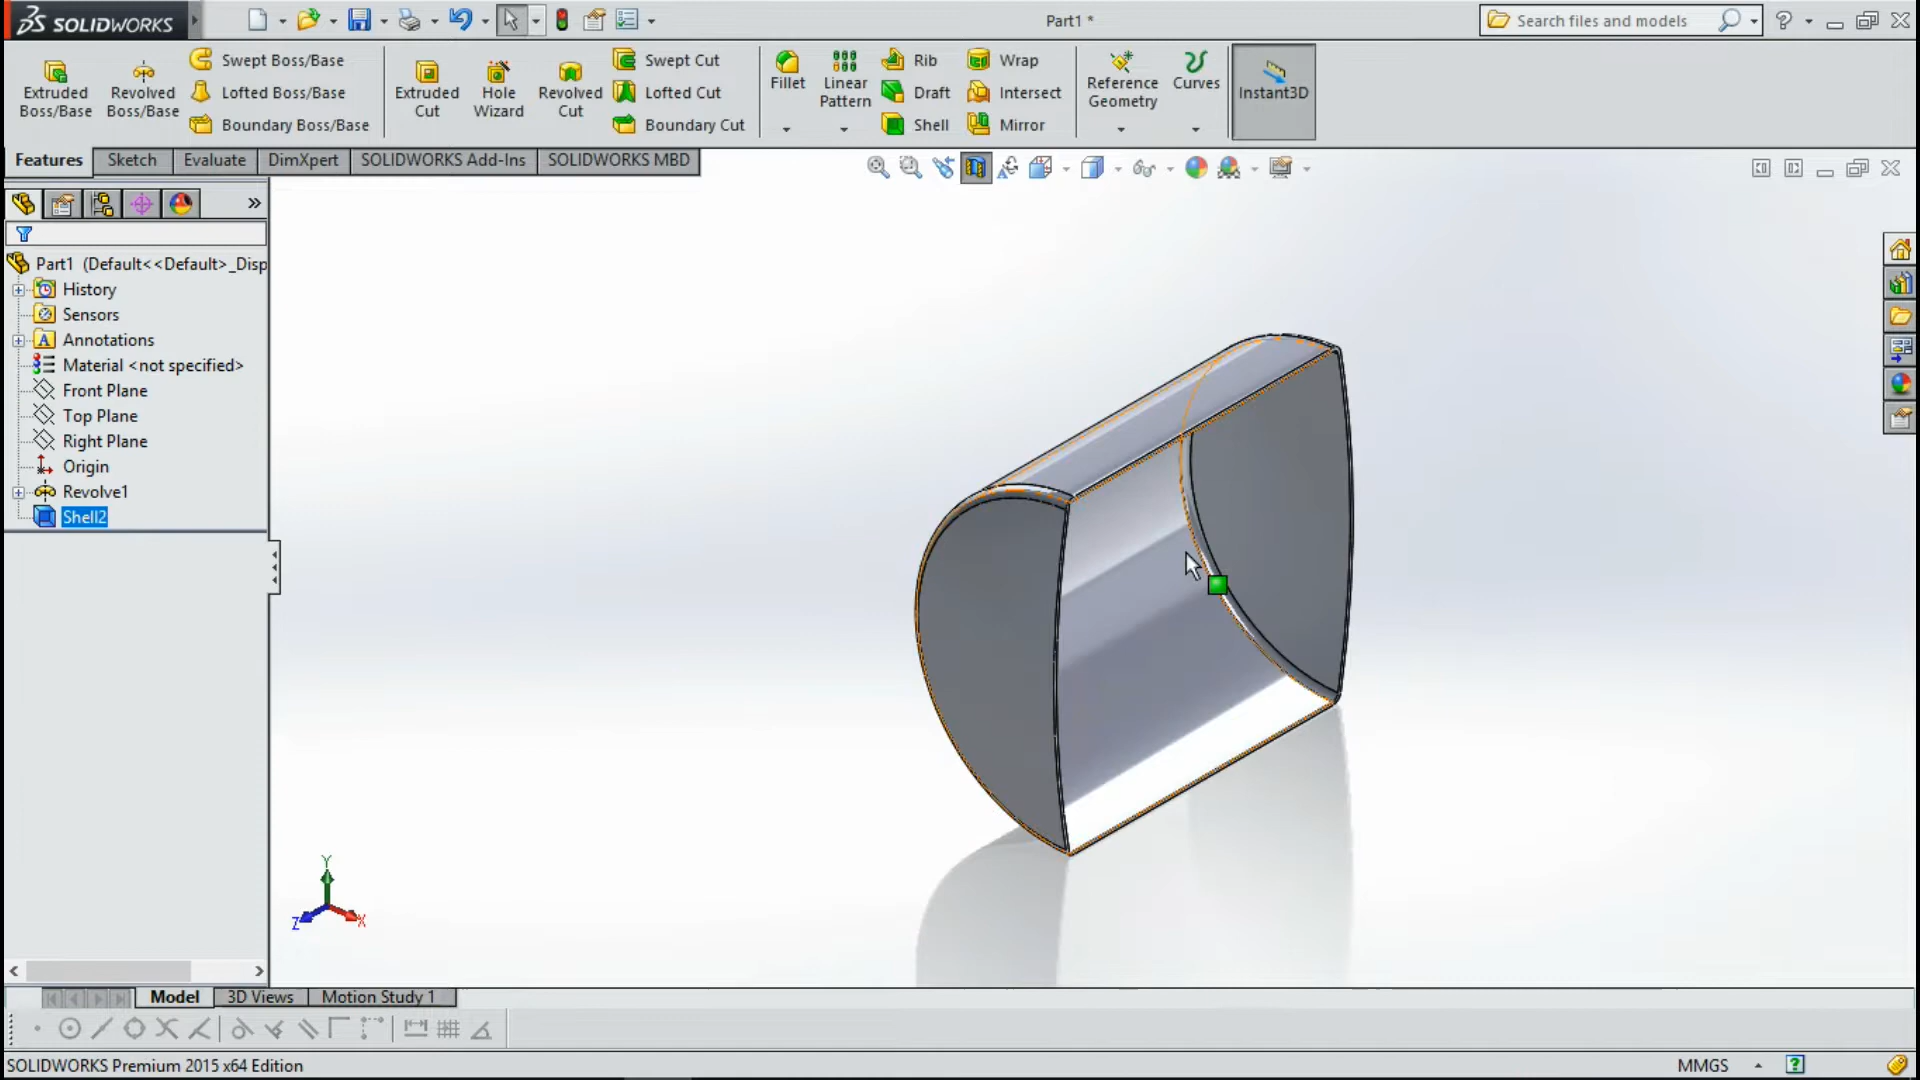 SOLIDWORKS
Part1 *
Search files and models
Extruded Boss/Base
Revolved Boss/Base
Swept Boss/Base
Lofted Boss/Base
Boundary Boss/Base
Extruded Cut
Hole Wizard
Revolved Cut
Swept Cut
Lofted Cut
Boundary Cut
Fillet
Linear Pattern
Rib
Draft
Shell
Wrap
Intersect
Mirror
Reference Geometry
Curves
Instant3D
Features
Sketch
Evaluate
DimXpert
SOLIDWORKS Add-Ins
SOLIDWORKS MBD
Part1 (Default<<Default>_Disp
History
Sensors
Annotations
Material <not specified>
Front Plane
Top Plane
Right Plane
Origin
Revolve1
Shell2
Y
Z
X
Model
3D Views
Motion Study 1
SOLIDWORKS Premium 2015 x64 Edition
MMGS